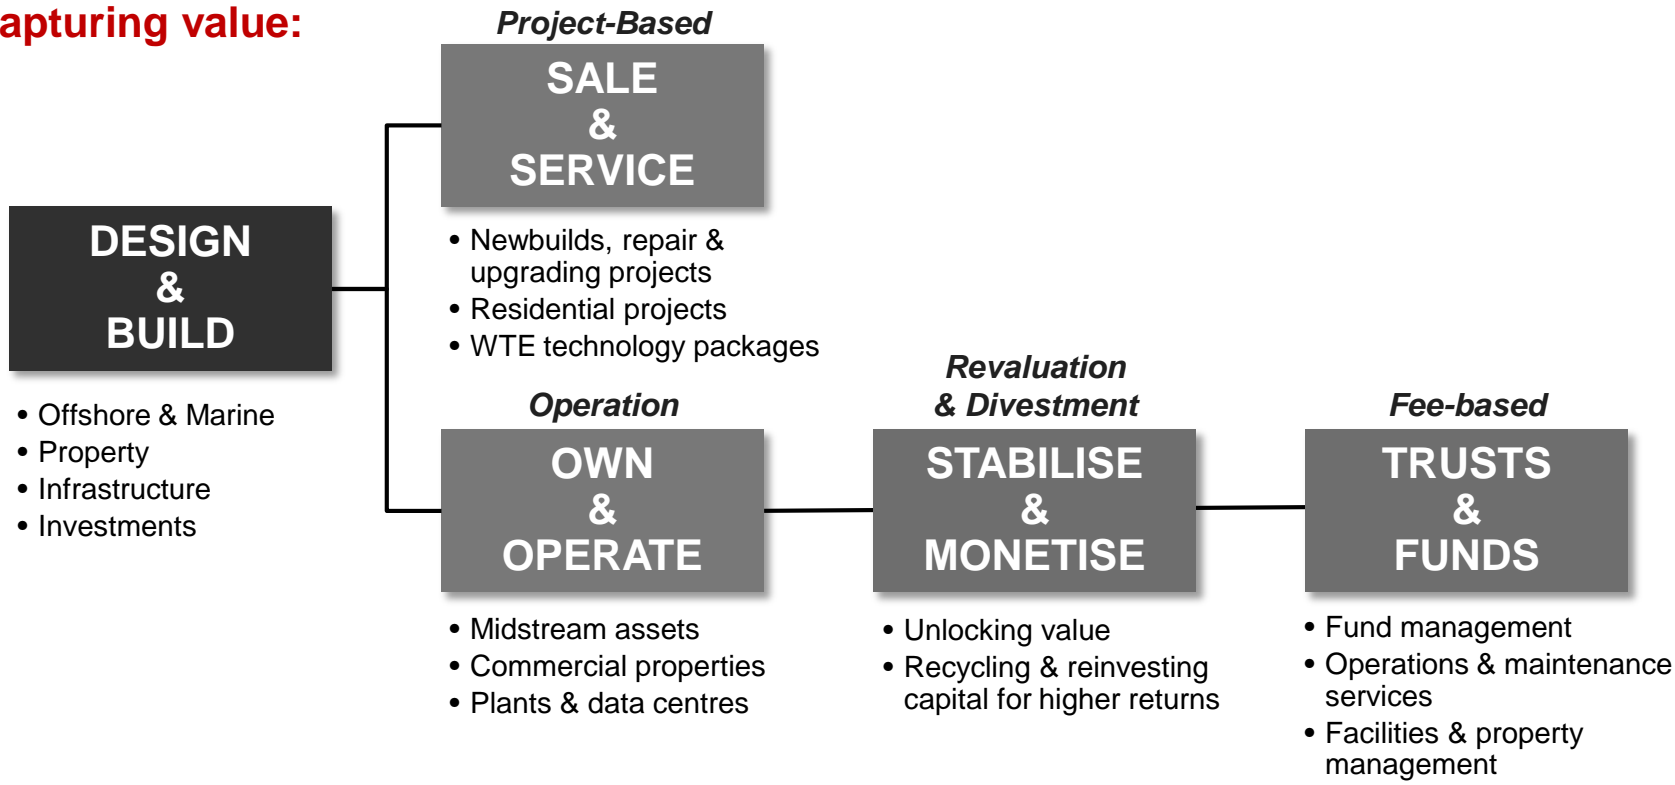 apturing value:
Project-Based
SALE
&
SERVICE
• Newbuilds, repair &
upgrading projects
• Residential projects
• WTE technology packages
DESIGN
&
BUILD
• Offshore & Marine
• Property
• Infrastructure
• Investments
Operation
OWN
&
OPERATE
• Midstream assets
• Commercial properties
• Plants & data centres
Revaluation
& Divestment
STABILISE
&
MONETISE
• Unlocking value
• Recycling & reinvesting
capital for higher returns
Fee-based
TRUSTS
&
FUNDS
• Fund management
• Operations & maintenance
services
• Facilities & property
management